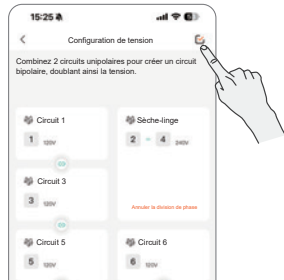 15:25
Configuration de tension
Combinez 2 circuits unipolaires pour créer un circuit
bipolaire, doublant ainsi la tension.
Circuit 1
1 120V
Sèche-linge
2 4 240V
Circuit 3
3 120V
Annuler la division de phase
Circuit 5
5 120V
Circuit 6
6 120V